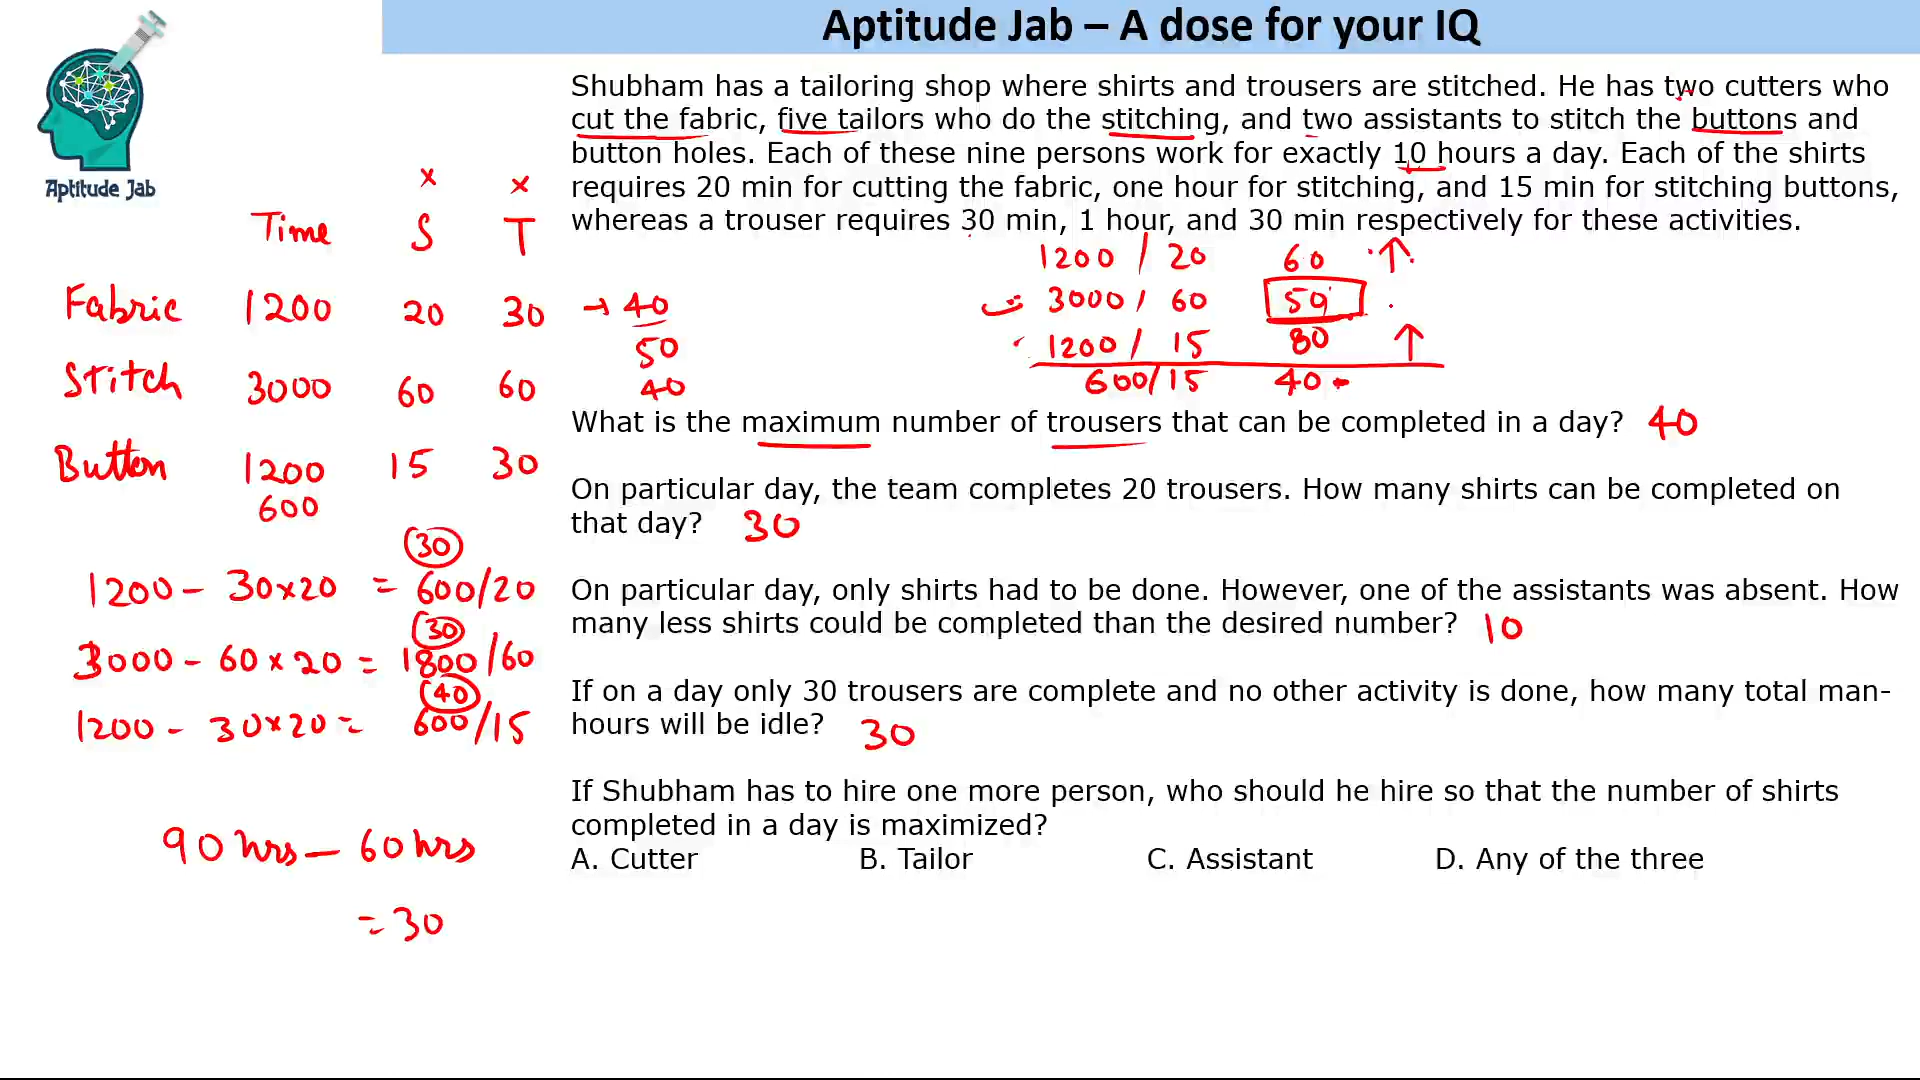 Aptitude Jab – A dose for your IQ
Aptitude Jab
Shubham has a tailoring shop where shirts and trousers are stitched. He has two cutters who
cut the fabric, five tailors who do the stitching, and two assistants to stitch the buttons and
button holes. Each of these nine persons work for exactly 10 hours a day. Each of the shirts
requires 20 min for cutting the fabric, one hour for stitching, and 15 min for stitching buttons,
whereas a trouser requires 30 min, 1 hour, and 30 min respectively for these activities.
x x
Time S T
Fabric 1200 20 30 → 40
50
Stitch 3000 60 60 40
Button 1200 15 30
600
1200 / 20 60 ↑
3000 / 60 50
1200 / 15 80 ↑
600/15 40
What is the maximum number of trousers that can be completed in a day? 40
On particular day, the team completes 20 trousers. How many shirts can be completed on
that day? 30
30
1200 - 30x20 = 600/20
30
3000 - 60 x 20 = 1800/60
40
1200 - 30x20 = 600/15
On particular day, only shirts had to be done. However, one of the assistants was absent. How
many less shirts could be completed than the desired number? 10
If on a day only 30 trousers are complete and no other activity is done, how many total man-
hours will be idle? 30
90 hrs - 60 hrs
= 30
If Shubham has to hire one more person, who should he hire so that the number of shirts
completed in a day is maximized?
A. Cutter B. Tailor C. Assistant D. Any of the three